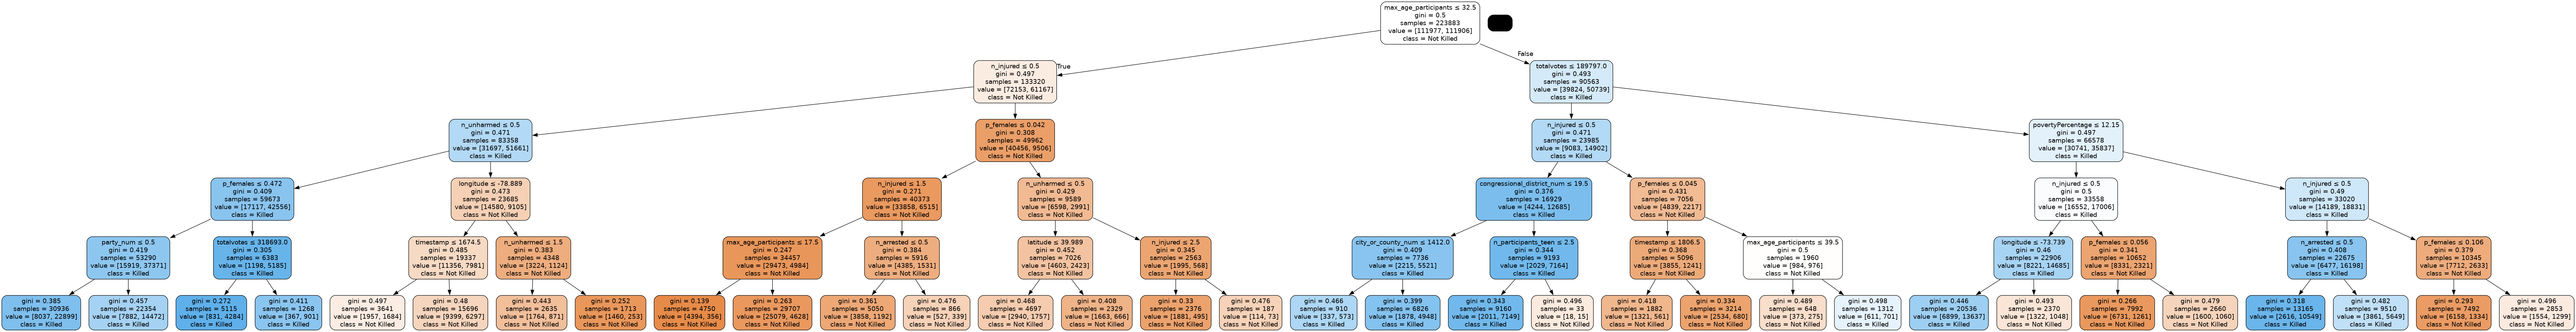 max_age_participants ≤ 32.5
gini = 0.5
samples = 223883
value = [111977, 111906]
class = Not Killed
True
False
n_injured ≤ 0.5
gini = 0.497
samples = 133320
value = [72153, 61167]
class = Not Killed
totalvotes ≤ 189797.0
gini = 0.493
samples = 90563
value = [39824, 50739]
class = Killed
n_unharmed ≤ 0.5
gini = 0.471
samples = 83358
value = [31697, 51661]
class = Killed
p_females ≤ 0.042
gini = 0.308
samples = 49962
value = [40456, 9506]
class = Not Killed
n_injured ≤ 0.5
gini = 0.471
samples = 23985
value = [9083, 14902]
class = Killed
povertyPercentage ≤ 12.15
gini = 0.497
samples = 66578
value = [30741, 35837]
class = Killed
p_females ≤ 0.472
gini = 0.409
samples = 59673
value = [17117, 42556]
class = Killed
longitude ≤ -78.889
gini = 0.473
samples = 23685
value = [14580, 9105]
class = Not Killed
n_injured ≤ 1.5
gini = 0.271
samples = 40373
value = [33858, 6515]
class = Not Killed
n_unharmed ≤ 0.5
gini = 0.429
samples = 9589
value = [6598, 2991]
class = Not Killed
congressional_district_num ≤ 19.5
gini = 0.376
samples = 16929
value = [4244, 12685]
class = Killed
p_females ≤ 0.045
gini = 0.431
samples = 7056
value = [4839, 2217]
class = Not Killed
n_injured ≤ 0.5
gini = 0.5
samples = 33558
value = [16552, 17006]
class = Killed
n_injured ≤ 0.5
gini = 0.49
samples = 33020
value = [14189, 18831]
class = Killed
party_num ≤ 0.5
gini = 0.419
samples = 53290
value = [15919, 37371]
class = Killed
totalvotes ≤ 318693.0
gini = 0.305
samples = 6383
value = [1198, 5185]
class = Killed
timestamp ≤ 1674.5
gini = 0.485
samples = 19337
value = [11356, 7981]
class = Not Killed
n_unharmed ≤ 1.5
gini = 0.383
samples = 4348
value = [3224, 1124]
class = Not Killed
max_age_participants ≤ 17.5
gini = 0.247
samples = 34457
value = [29473, 4984]
class = Not Killed
n_arrested ≤ 0.5
gini = 0.384
samples = 5916
value = [4385, 1531]
class = Not Killed
latitude ≤ 39.989
gini = 0.452
samples = 7026
value = [4603, 2423]
class = Not Killed
n_injured ≤ 2.5
gini = 0.345
samples = 2563
value = [1995, 568]
class = Not Killed
city_or_county_num ≤ 1412.0
gini = 0.409
samples = 7736
value = [2215, 5521]
class = Killed
n_participants_teen ≤ 2.5
gini = 0.344
samples = 9193
value = [2029, 7164]
class = Killed
timestamp ≤ 1806.5
gini = 0.368
samples = 5096
value = [3855, 1241]
class = Not Killed
max_age_participants ≤ 39.5
gini = 0.5
samples = 1960
value = [984, 976]
class = Not Killed
longitude ≤ -73.739
gini = 0.46
samples = 22906
value = [8221, 14685]
class = Killed
p_females ≤ 0.056
gini = 0.341
samples = 10652
value = [8331, 2321]
class = Not Killed
n_arrested ≤ 0.5
gini = 0.408
samples = 22675
value = [6477, 16198]
class = Killed
p_females ≤ 0.106
gini = 0.379
samples = 10345
value = [7712, 2633]
class = Not Killed
gini = 0.385
samples = 30936
value = [8037, 22899]
class = Killed
gini = 0.457
samples = 22354
value = [7882, 14472]
class = Killed
gini = 0.272
samples = 5115
value = [831, 4284]
class = Killed
gini = 0.411
samples = 1268
value = [367, 901]
class = Killed
gini = 0.497
samples = 3641
value = [1957, 1684]
class = Not Killed
gini = 0.48
samples = 15696
value = [9399, 6297]
class = Not Killed
gini = 0.443
samples = 2635
value = [1764, 871]
class = Not Killed
gini = 0.252
samples = 1713
value = [1460, 253]
class = Not Killed
gini = 0.139
samples = 4750
value = [4394, 356]
class = Not Killed
gini = 0.263
samples = 29707
value = [25079, 4628]
class = Not Killed
gini = 0.361
samples = 5050
value = [3858, 1192]
class = Not Killed
gini = 0.476
samples = 866
value = [527, 339]
class = Not Killed
gini = 0.468
samples = 4697
value = [2940, 1757]
class = Not Killed
gini = 0.408
samples = 2329
value = [1663, 666]
class = Not Killed
gini = 0.33
samples = 2376
value = [1881, 495]
class = Not Killed
gini = 0.476
samples = 187
value = [114, 73]
class = Not Killed
gini = 0.466
samples = 910
value = [337, 573]
class = Killed
gini = 0.399
samples = 6826
value = [1878, 4948]
class = Killed
gini = 0.343
samples = 9160
value = [2011, 7149]
class = Killed
gini = 0.496
samples = 33
value = [18, 15]
class = Not Killed
gini = 0.418
samples = 1882
value = [1321, 561]
class = Not Killed
gini = 0.334
samples = 3214
value = [2534, 680]
class = Not Killed
gini = 0.489
samples = 648
value = [373, 275]
class = Not Killed
gini = 0.498
samples = 1312
value = [611, 701]
class = Killed
gini = 0.446
samples = 20536
value = [6899, 13637]
class = Killed
gini = 0.493
samples = 2370
value = [1322, 1048]
class = Not Killed
gini = 0.266
samples = 7992
value = [6731, 1261]
class = Not Killed
gini = 0.479
samples = 2660
value = [1600, 1060]
class = Not Killed
gini = 0.318
samples = 13165
value = [2616, 10549]
class = Killed
gini = 0.482
samples = 9510
value = [3861, 5649]
class = Killed
gini = 0.293
samples = 7492
value = [6158, 1334]
class = Not Killed
gini = 0.496
samples = 2853
value = [1554, 1299]
class = Not Killed